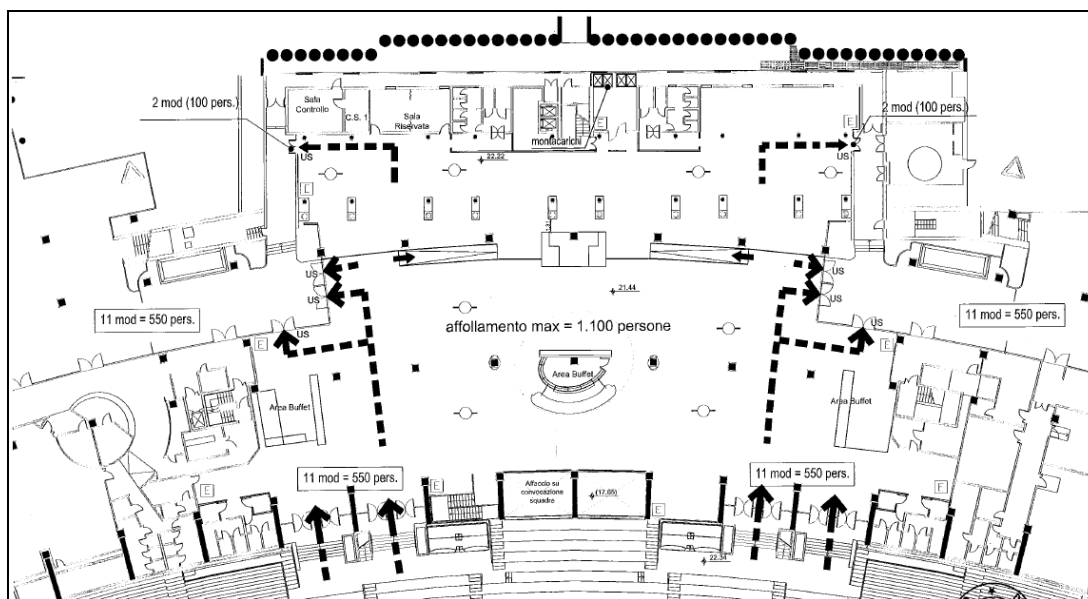 2 mod (100 pers.)
Sala
Controllo
C.S. 1
Sala
Riservata
montacarichi
E
2 mod (100 pers.)
E
US
US
22.22
E
US
US
21.44
US
US
11 mod = 550 pers.
11 mod = 550 pers.
US
US
affollamento max = 1.100 persone
E
E
Area Buffet
Area Buffet
Area Buffet
11 mod = 550 pers.
11 mod = 550 pers.
Affaccio su
convocazione
squadre
(17.65)
E
E
E
22.34